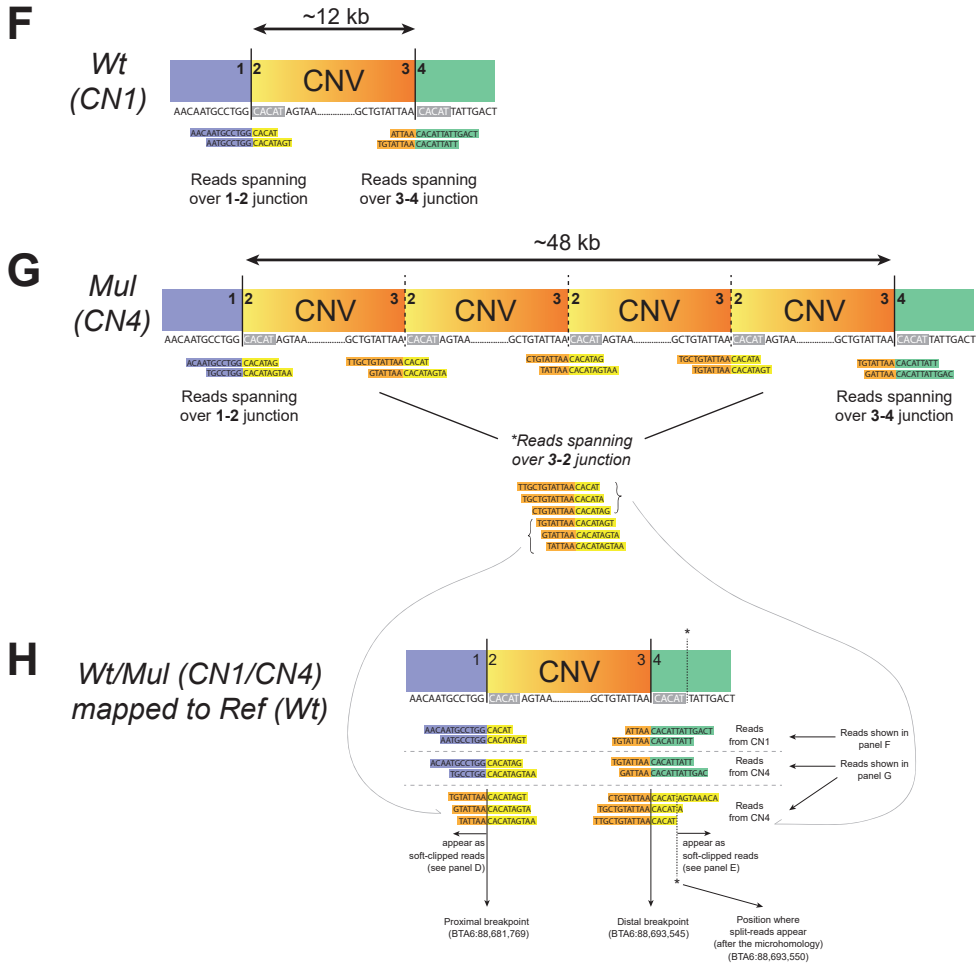 F
Wt
(CN1)
~12 kb
1 2 CNV 3 4
AACAATGCCTGG CACAT AGTAA..................GCTGTATTAA CACAT TATTGACT
AACAATGCCTGG CACAT
AATGCCTGG CACATAGT
ATTAA CACATTATTGACT
TGTATTAA CACATTATT
Reads spanning
over 1-2 junction
Reads spanning
over 3-4 junction
G
Mul
(CN4)
~48 kb
1 2 CNV 3 2 CNV 3 2 CNV 3 2 CNV 3 4
AACAATGCCTGG CACAT AGTAA..................GCTGTATTAA CACAT AGTAA..................GCTGTATTAA CACAT AGTAA..................GCTGTATTAA CACAT AGTAA..................GCTGTATTAA CACAT TATTGACT
ACAATGCCTGG CACATAG
TGCCTGG CACATAGTAA
TTGCTGTATTAA CACAT
GTATTAA CACATAGTA
CTGTATTAA CACATAG
TATTAA CACATAGTAA
TGCTGTATTAA CACATA
TGTATTAA CACATAGT
TGTATTAA CACATTATT
GATTAA CACATTATTGAC
Reads spanning
over 1-2 junction
Reads spanning
over 3-4 junction
*Reads spanning
over 3-2 junction
TTGCTGTATTAA CACAT
TGCTGTATTAA CACATA
CTGTATTAA CACATAG
TGTATTAA CACATAGT
GTATTAA CACATAGTA
TATTAA CACATAGTAA
H
Wt/Mul (CN1/CN4)
mapped to Ref (Wt)
*
1 2 CNV 3 4
AACAATGCCTGG CACAT AGTAA..................GCTGTATTAA CACAT TATTGACT
AACAATGCCTGG CACAT
AATGCCTGG CACATAGT
ATTAA CACATTATTGACT
TGTATTAA CACATTATT
Reads
from CN1
Reads shown in
panel F
ACAATGCCTGG CACATAG
TGCCTGG CACATAGTAA
TGTATTAA CACATTATT
GATTAA CACATTATTGAC
Reads
from CN4
Reads shown in
panel G
TGTATTAA CACATAGT
GTATTAA CACATAGTA
TATTAA CACATAGTAA
CTGTATTAA CACAT AGTAAACA
TGCTGTATTAA CACAT A
TTGCTGTATTAA CACAT
Reads
from CN4
appear as
soft-clipped reads
(see panel D)
appear as
soft-clipped reads
(see panel E)
*
Proximal breakpoint
(BTA6:88,681,769)
Distal breakpoint
(BTA6:88,693,545)
Position where
split-reads appear
(after the microhomology)
(BTA6:88,693,550)